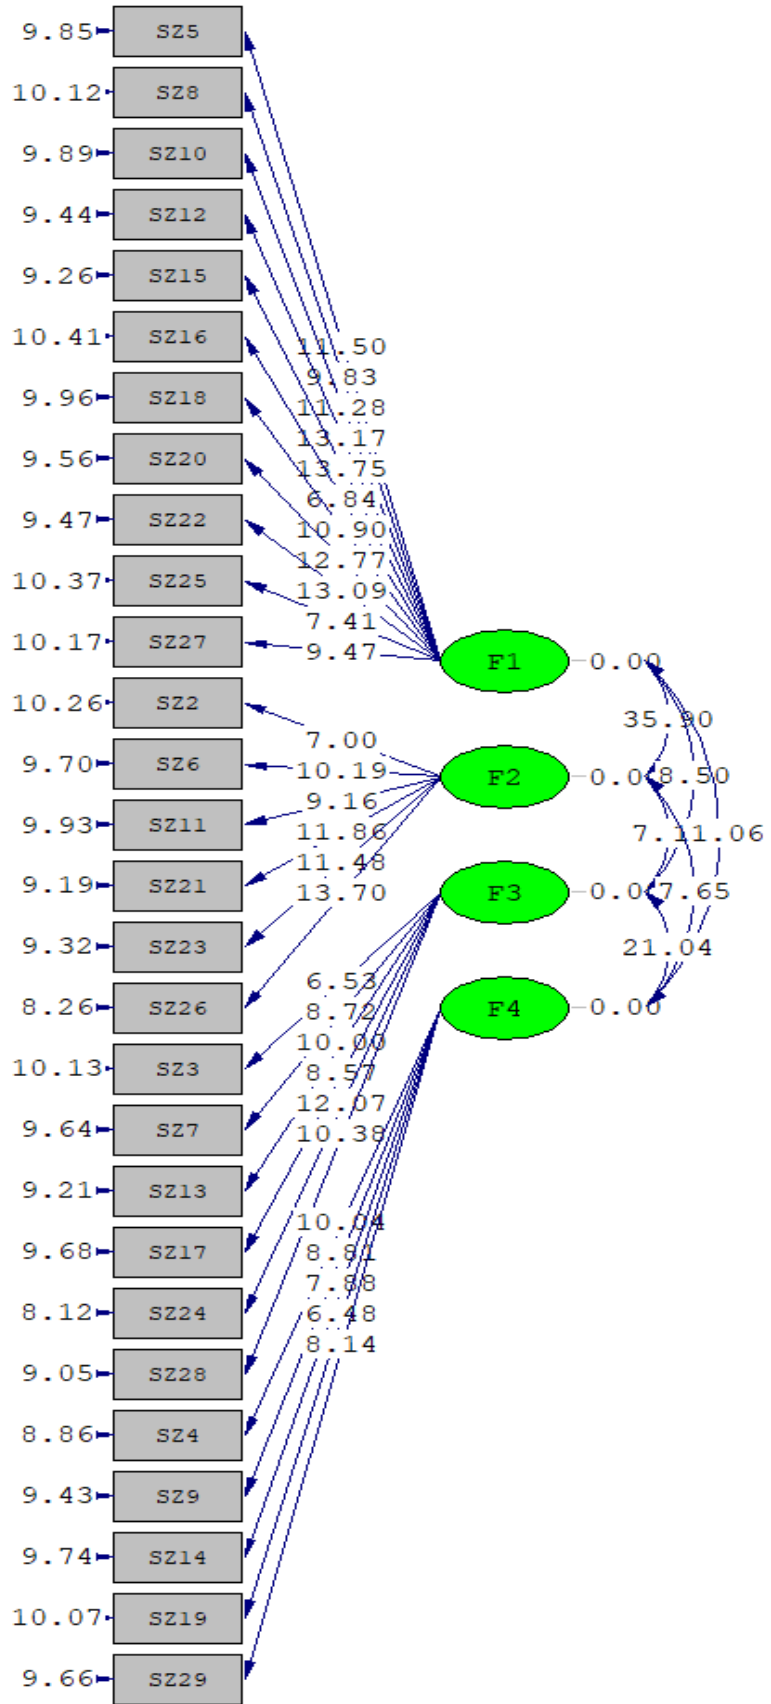 9.85 SZ5
10.12 SZ8
9.89 SZ10
9.44 SZ12
9.26 SZ15
10.41 SZ16
9.96 SZ18
9.56 SZ20
9.47 SZ22
10.37 SZ25
10.17 SZ27
10.26 SZ2
9.70 SZ6
9.93 SZ11
9.19 SZ21
9.32 SZ23
8.26 SZ26
10.13 SZ3
9.64 SZ7
9.21 SZ13
9.68 SZ17
8.12 SZ24
9.05 SZ28
8.86 SZ4
9.43 SZ9
9.74 SZ14
10.07 SZ19
9.66 SZ29
11.50
9.83
11.28
13.17
13.75
6.84
10.90
12.77
13.09
7.41
9.47
7.00
10.19
9.16
11.86
11.48
13.70
6.53
8.72
10.00
8.57
12.07
10.38
10.04
8.81
7.88
6.48
8.14
F1 0.00
F2 0.0
F3 0.0
F4 0.00
35.90
8.50
11.06
7.65
21.04